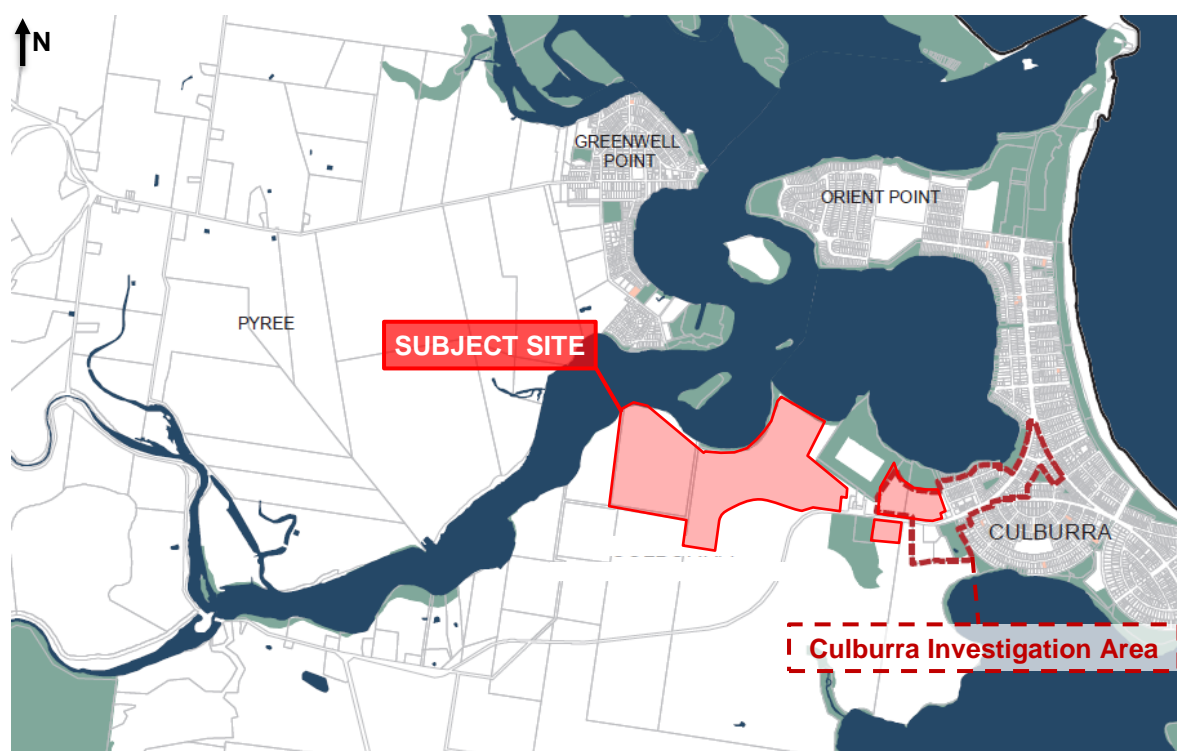 N
GREENWELL
POINT
ORIENT POINT
PYREE
SUBJECT SITE
CULBURRA
Culburra Investigation Area